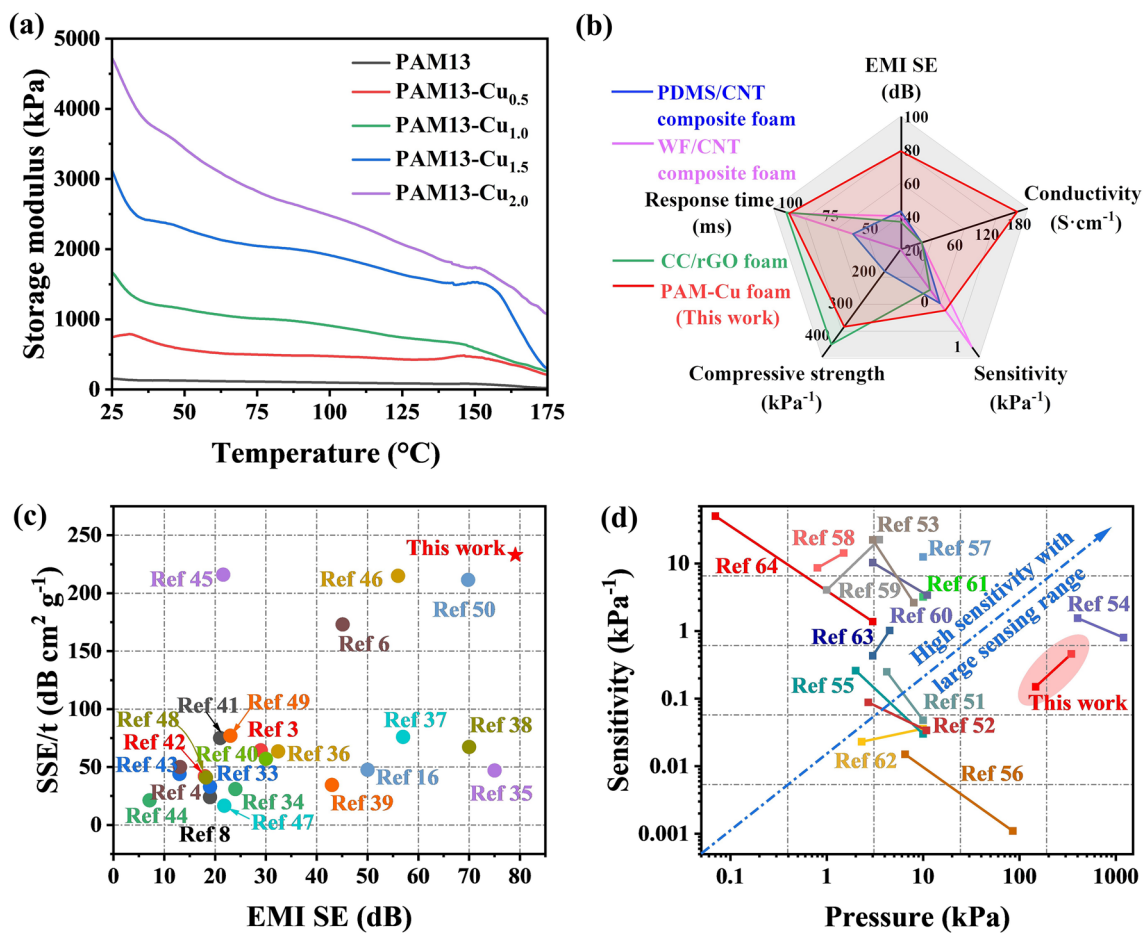 (a)
5000
4000
3000
2000
1000
0
Storage modulus (kPa)
PAM13
PAM13-Cu0.5
PAM13-Cu1.0
PAM13-Cu1.5
PAM13-Cu2.0
25
50
75
100
125
150
175
Temperature (°C)
(b)
EMI SE
(dB)
PDMS/CNT
composite foam
WF/CNT
composite foam
Response time
(ms)
CC/rGO foam
PAM-Cu foam
(This work)
Conductivity
(S·cm-1)
Compressive strength
(kPa-1)
Sensitivity
(kPa-1)
100
80
60
40
20
100
75
50
0
60
120
180
200
300
400
0
1
(c)
250
200
150
100
50
0
SSE/t (dB cm2 g-1)
This work
Ref 45
Ref 46
Ref 50
Ref 6
Ref 41
Ref 49
Ref 48
Ref 3
Ref 37
Ref 38
Ref 42
Ref 40
Ref 36
Ref 43
Ref 33
Ref 16
Ref 35
Ref 4
Ref 34
Ref 39
Ref 44
Ref 47
Ref 8
0
10
20
30
40
50
60
70
80
EMI SE (dB)
(d)
10
1
0.1
0.01
0.001
Sensitivity (kPa-1)
Ref 53
Ref 58
Ref 57
Ref 64
Ref 59
Ref 61
Ref 54
Ref 60
Ref 63
High sensitivity with
large sensing range
Ref 55
Ref 51
This work
Ref 52
Ref 62
Ref 56
0.1
1
10
100
1000
Pressure (kPa)